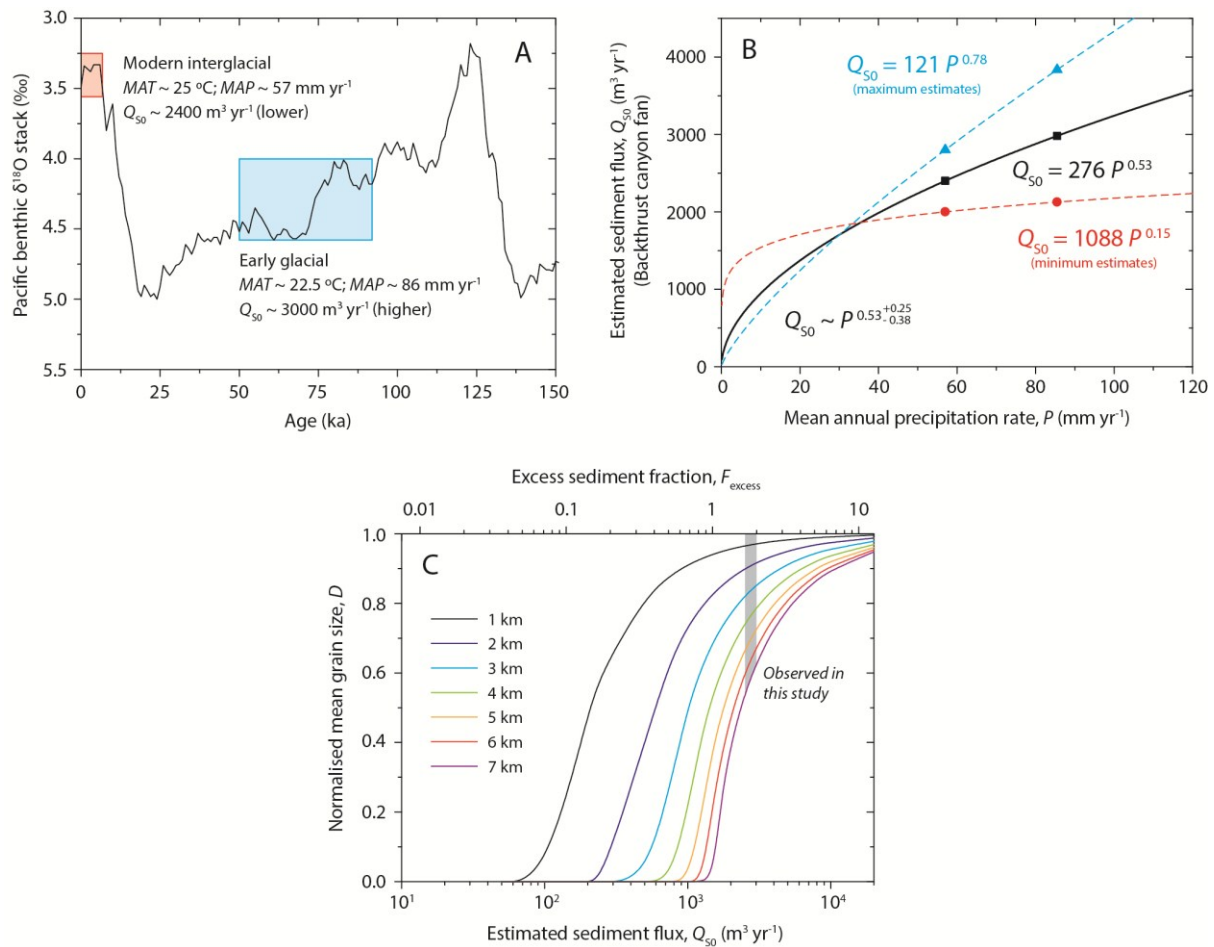 A
Pacific benthic δ¹⁸O stack (‰)
3.0
3.5
4.0
4.5
5.0
5.5
Modern interglacial
MAT ~ 25 ºC; MAP ~ 57 mm yr⁻¹
Qₛ₀ ~ 2400 m³ yr⁻¹ (lower)
Early glacial
MAT ~ 22.5 ºC; MAP ~ 86 mm yr⁻¹
Qₛ₀ ~ 3000 m³ yr⁻¹ (higher)
0 25 50 75 100 125 150
Age (ka)
B
Estimated sediment flux, Qₛ₀ (m³ yr⁻¹)
(Backthrust canyon fan)
4000
3000
2000
1000
0
Qₛ₀ = 121 P⁰·⁷⁸
(maximum estimates)
Qₛ₀ = 276 P⁰·⁵³
Qₛ₀ = 1088 P⁰·¹⁵
(minimum estimates)
Qₛ₀ ~ P⁰·⁵³ ⁺⁰·²⁵ ₋₀.₃₈
0 20 40 60 80 100 120
Mean annual precipitation rate, P (mm yr⁻¹)
Excess sediment fraction, Fₑₓcₑₛₛ
0.01 0.1 1 10
C
Normalised mean grain size, D
1.0
0.8
0.6
0.4
0.2
0.0
1 km
2 km
3 km
4 km
5 km
6 km
7 km
Observed in
this study
10¹ 10² 10³ 10⁴
Estimated sediment flux, Qₛ₀ (m³ yr⁻¹)